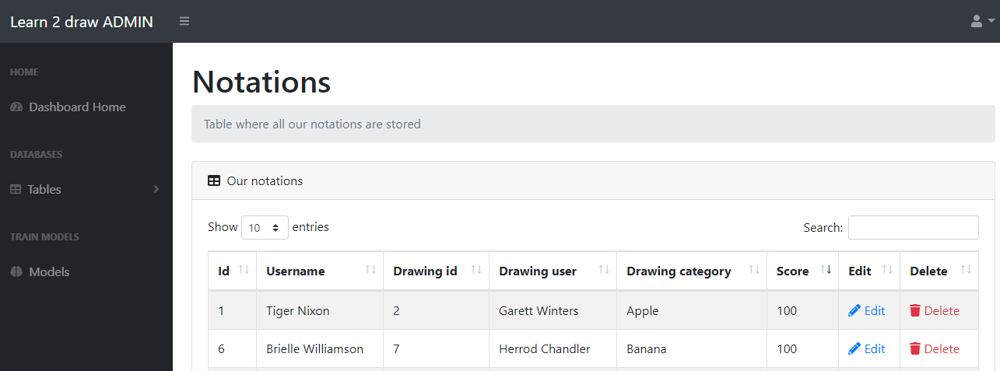 Learn 2 draw ADMIN
HOME
Dashboard Home
DATABASES
Tables
TRAIN MODELS
Models
Notations
Table where all our notations are stored
Our notations
Show 10 entries
Search:
Id Username Drawing id Drawing user Drawing category Score Edit Delete
1 Tiger Nixon 2 Garett Winters Apple 100 Edit Delete
6 Brielle Williamson 7 Herrod Chandler Banana 100 Edit Delete